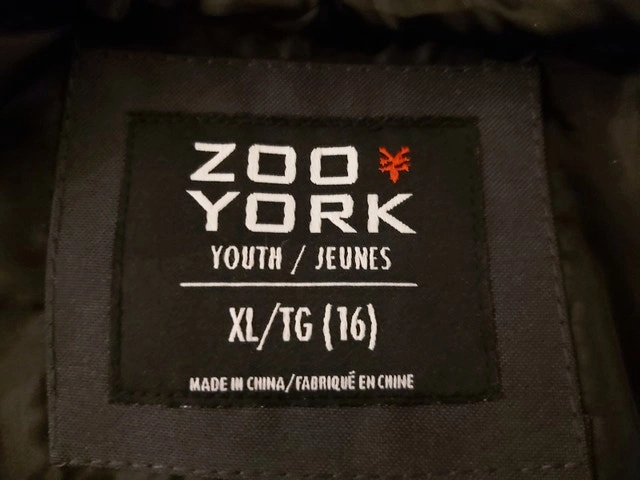 ZOO
YORK
YOUTH / JEUNES
XL/TG (16)
MADE IN CHINA/FABRIQUÉ EN CHINE